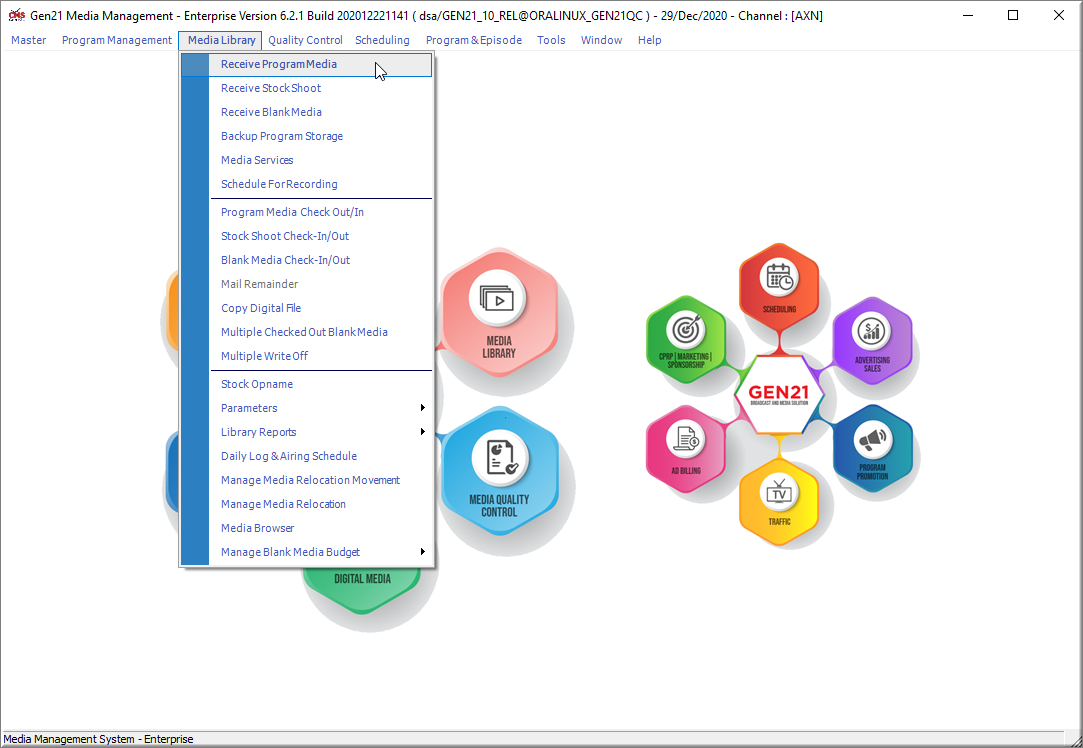 CMS
Gen21 Media Management - Enterprise Version 6.2.1 Build 202012221141 ( dsa/GEN21_10_REL@ORALINUX_GEN21QC ) - 29/Dec/2020 - Channel : [AXN]
Master Program Management Media Library Quality Control Scheduling Program & Episode Tools Window Help
Receive Program Media
Receive Stock Shoot
Receive Blank Media
Backup Program Storage
Media Services
Schedule For Recording
Program Media Check Out/In
Stock Shoot Check-In/Out
Blank Media Check-In/Out
Mail Remainder
Copy Digital File
Multiple Checked Out Blank Media
Multiple Write Off
Stock Opname
Parameters
Library Reports
Daily Log & Airing Schedule
Manage Media Relocation Movement
Manage Media Relocation
Media Browser
Manage Blank Media Budget
MEDIA
LIBRARY
MEDIA QUALITY
CONTROL
DIGITAL MEDIA
SCHEDULING
CPRP | MARKETING |
SPONSORSHIP
ADVERTISING
SALES
GEN21
BROADCAST AND MEDIA SOLUTION
AD BILLING
PROGRAM
PROMOTION
TV
TRAFFIC
Media Management System - Enterprise